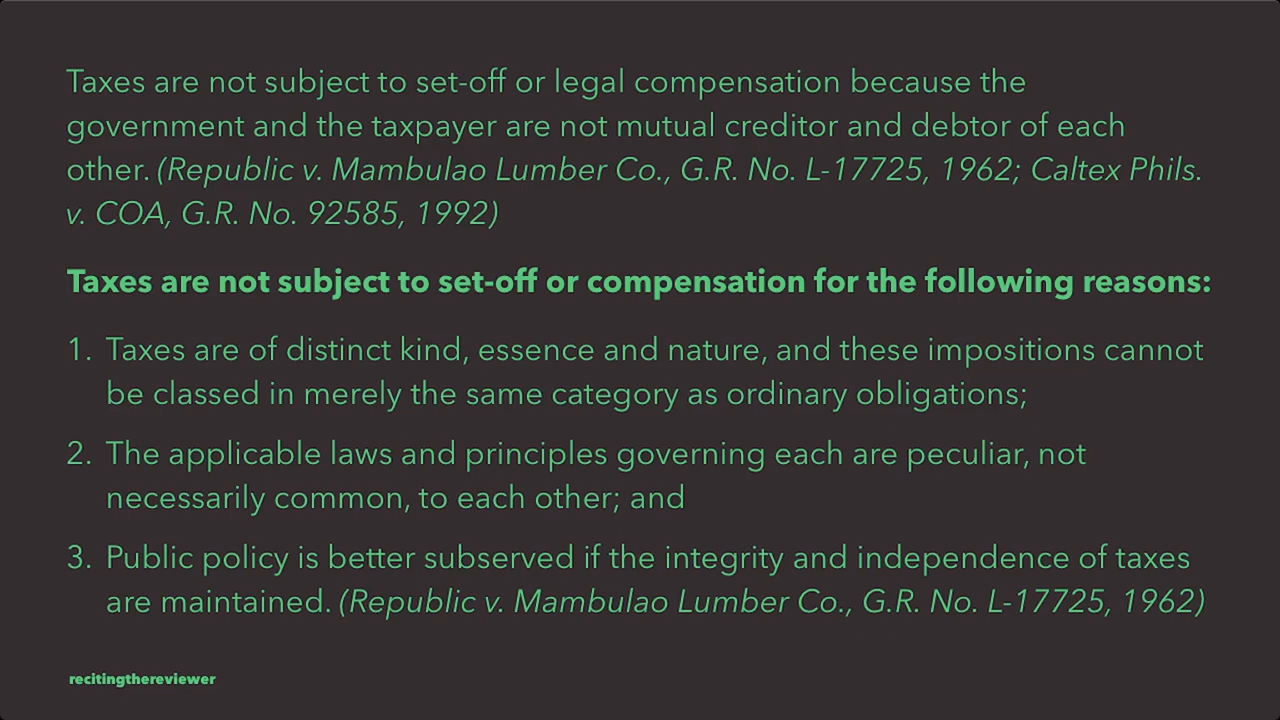 Taxes are not subject to set-off or legal compensation because the
government and the taxpayer are not mutual creditor and debtor of each
other. (Republic v. Mambulao Lumber Co., G.R. No. L-17725, 1962; Caltex Phils.
v. COA, G.R. No. 92585, 1992)
Taxes are not subject to set-off or compensation for the following reasons:
1. Taxes are of distinct kind, essence and nature, and these impositions cannot
be classed in merely the same category as ordinary obligations;
2. The applicable laws and principles governing each are peculiar, not
necessarily common, to each other; and
3. Public policy is better subserved if the integrity and independence of taxes
are maintained. (Republic v. Mambulao Lumber Co., G.R. No. L-17725, 1962)
recitingthereviewer